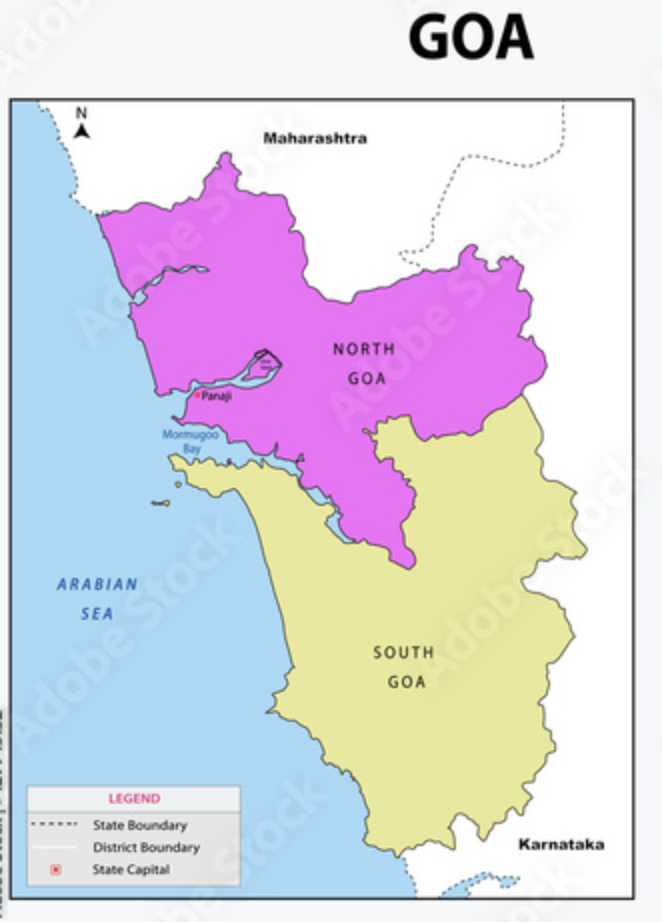 GOA
N
Maharashtra
NORTH
GOA
Panaji
Mormugoo
Bay
ARABIAN
SEA
SOUTH
GOA
LEGEND
State Boundary
District Boundary
State Capital
Karnataka
Adobe Stock